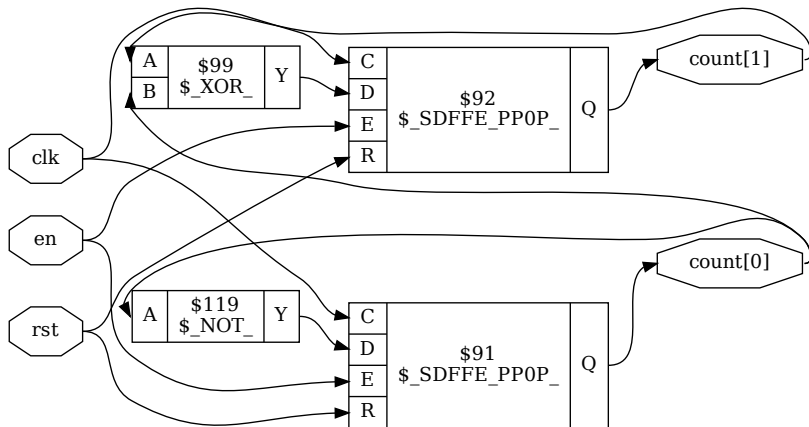 A
B
$99
$_XOR_
Y
C
D
E
R
$92
$_SDFFE_PP0P_
Q
count[1]
clk
en
rst
A
$119
$_NOT_
Y
C
D
E
R
$91
$_SDFFE_PP0P_
Q
count[0]